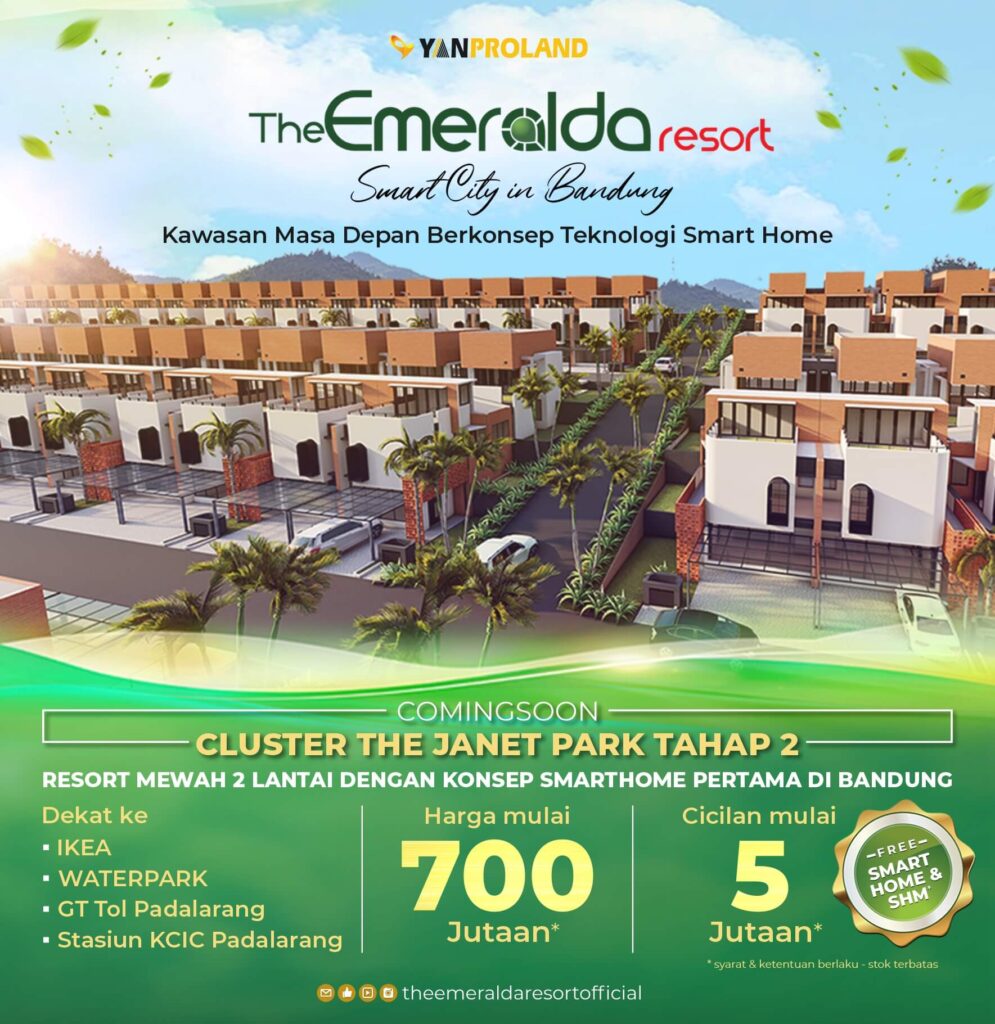 YANPROLAND
The Emeralda resort
Smart City in Bandung
Kawasan Masa Depan Berkonsep Teknologi Smart Home
COMINGSOON
CLUSTER THE JANET PARK TAHAP 2
RESORT MEWAH 2 LANTAI DENGAN KONSEP SMARTHOME PERTAMA DI BANDUNG
Dekat ke
▪ IKEA
▪ WATERPARK
▪ GT Tol Padalarang
▪ Stasiun KCIC Padalarang
Harga mulai
700
Jutaan*
Cicilan mulai
5
Jutaan*
-FREE-
SMART
HOME &
SHM*
* syarat & ketentuan berlaku - stok terbatas
theemeraldaresortofficial